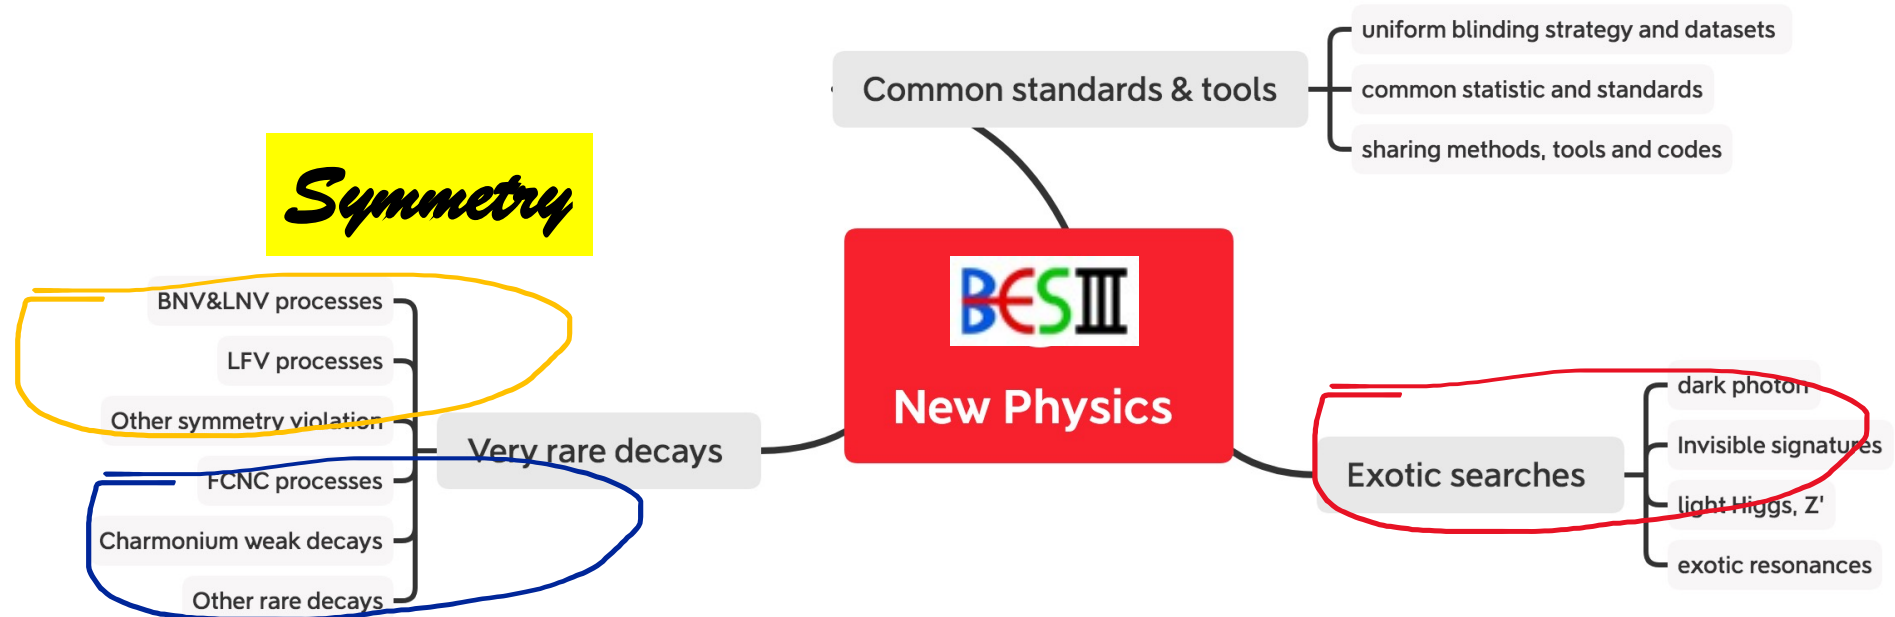 uniform blinding strategy and datasets
Common standards & tools
common statistic and standards
sharing methods, tools and codes
Symmetry
BESIII
New Physics
BNV&LNV processes
LFV processes
Other symmetry violation
Very rare decays
FCNC processes
Charmonium weak decays
Other rare decays
Exotic searches
dark photon
Invisible signatures
light Higgs, Z'
exotic resonances